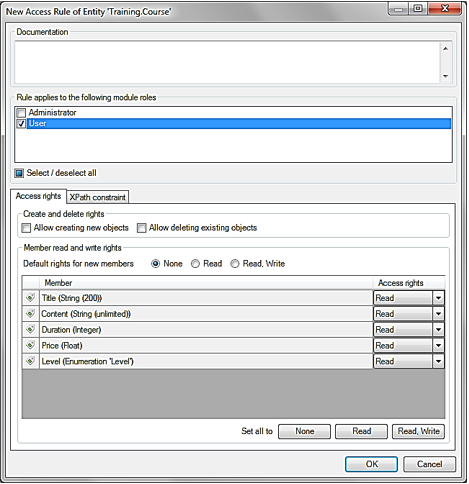 New Access Rule of Entity 'Training.Course'
Documentation
Rule applies to the following module roles
Administrator
User
Select / deselect all
Access rights XPath constraint
Create and delete rights
Allow creating new objects Allow deleting existing objects
Member read and write rights
Default rights for new members None Read Read, Write
Member Access rights
Title (String (200)) Read
Content (String (unlimited)) Read
Duration (Integer) Read
Price (Float) Read
Level (Enumeration 'Level') Read
Set all to None Read Read, Write
OK Cancel